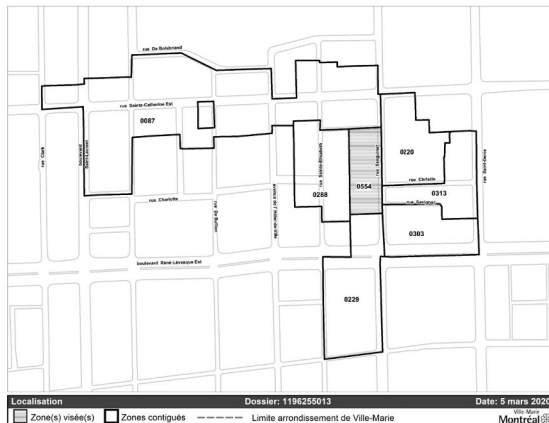 rue De Boisbriand
rue Sainte-Catherine Est
0087
rue Clark
boulevard
Saint-Laurent
rue Charlotte
rue De Bullion
avenue de l'Hôtel-de-Ville
rue Sainte-Élisabeth
0288
0554
rue Sanguinet
0220
rue Christin
0313
rue Savignac
0303
rue Saint-Denis
boulevard René-Lévesque Est
0229
Localisation Dossier: 1196255013 Date: 5 mars 2020
Zone(s) visée(s) Zones contiguës Limite arrondissement de Ville-Marie
Ville-Marie
Montréal